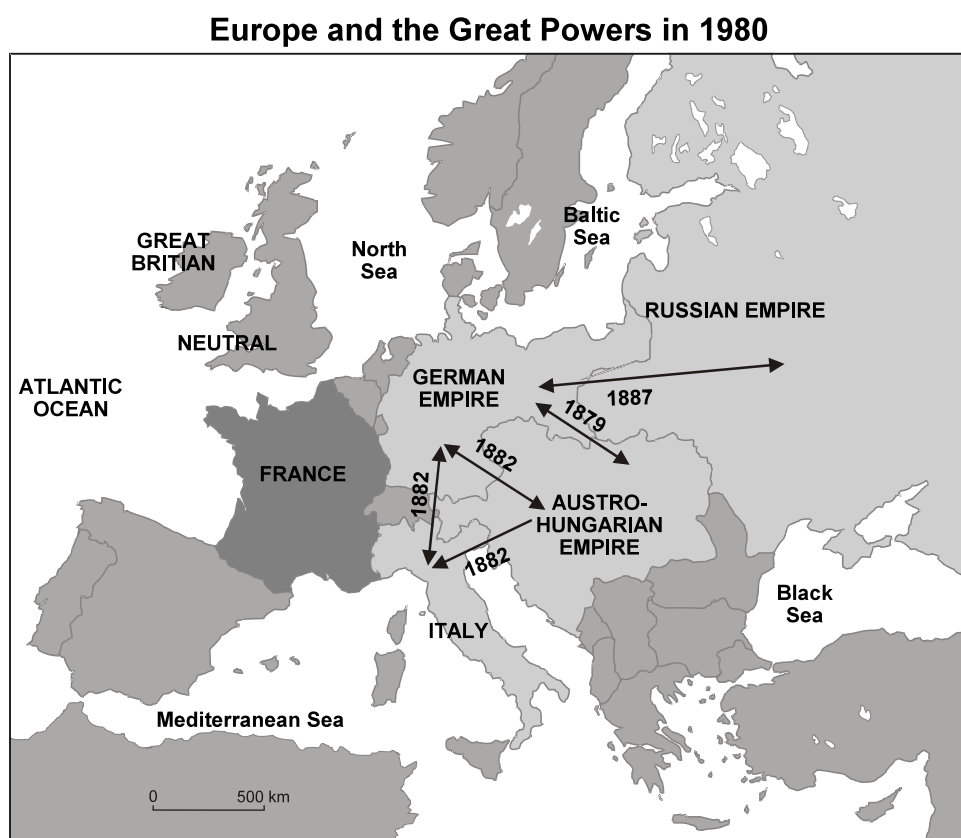 Europe and the Great Powers in 1980
GREAT
BRITIAN
North
Sea
Baltic
Sea
RUSSIAN EMPIRE
NEUTRAL
ATLANTIC
OCEAN
GERMAN
EMPIRE
1887
1879
FRANCE
1882
1882
AUSTRO-
HUNGARIAN
EMPIRE
1882
Black
Sea
ITALY
Mediterranean Sea
0 500 km